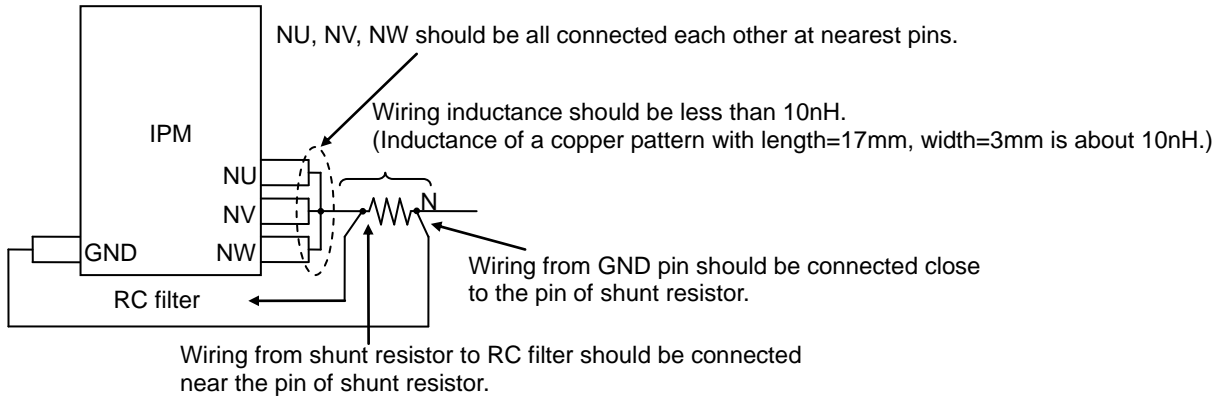 NU, NV, NW should be all connected each other at nearest pins.
Wiring inductance should be less than 10nH.
(Inductance of a copper pattern with length=17mm, width=3mm is about 10nH.)
IPM
NU
NV
NW
N
GND
Wiring from GND pin should be connected close
to the pin of shunt resistor.
RC filter
Wiring from shunt resistor to RC filter should be connected
near the pin of shunt resistor.